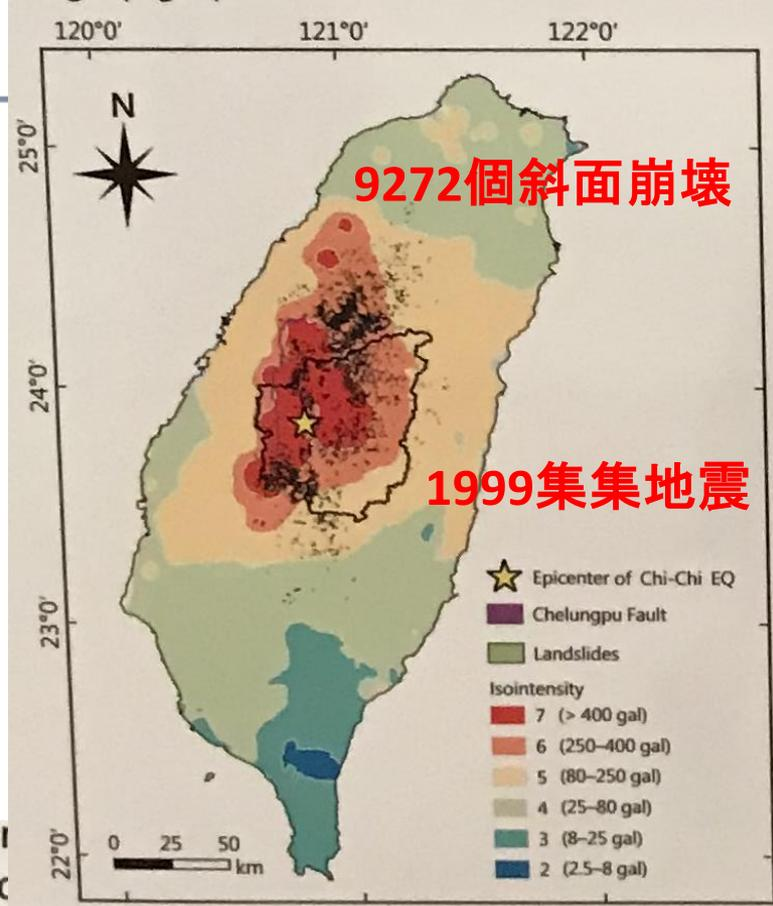 120°0' 121°0' 122°0'
N
25°0'
9272個斜面崩壊
24°0'
1999集集地震
Epicenter of Chi-Chi EQ
23°0'
Chelungpu Fault
Landslides
Isointensity
7 (> 400 gal)
6 (250–400 gal)
5 (80–250 gal)
4 (25–80 gal)
3 (8–25 gal)
2 (2.5–8 gal)
22°0'
0 25 50
km